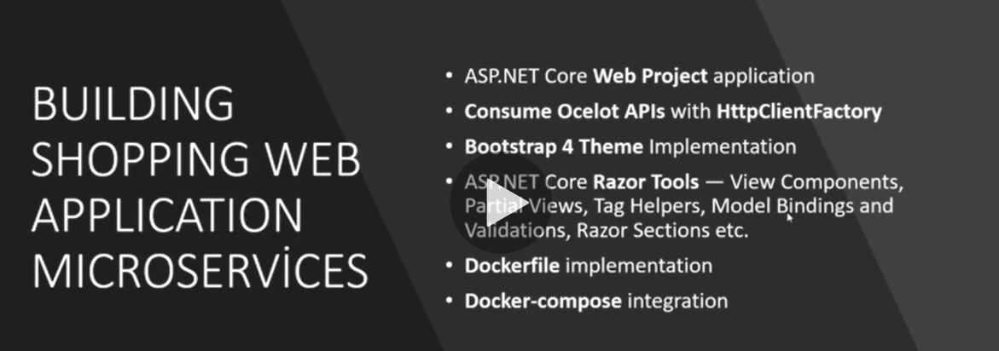 BUILDING
SHOPPING WEB
APPLICATION
MICROSERVİCES
• ASP.NET Core Web Project application
• Consume Ocelot APIs with HttpClientFactory
• Bootstrap 4 Theme Implementation
• ASP.NET Core Razor Tools — View Components,
Partial Views, Tag Helpers, Model Bindings and
Validations, Razor Sections etc.
• Dockerfile implementation
• Docker-compose integration